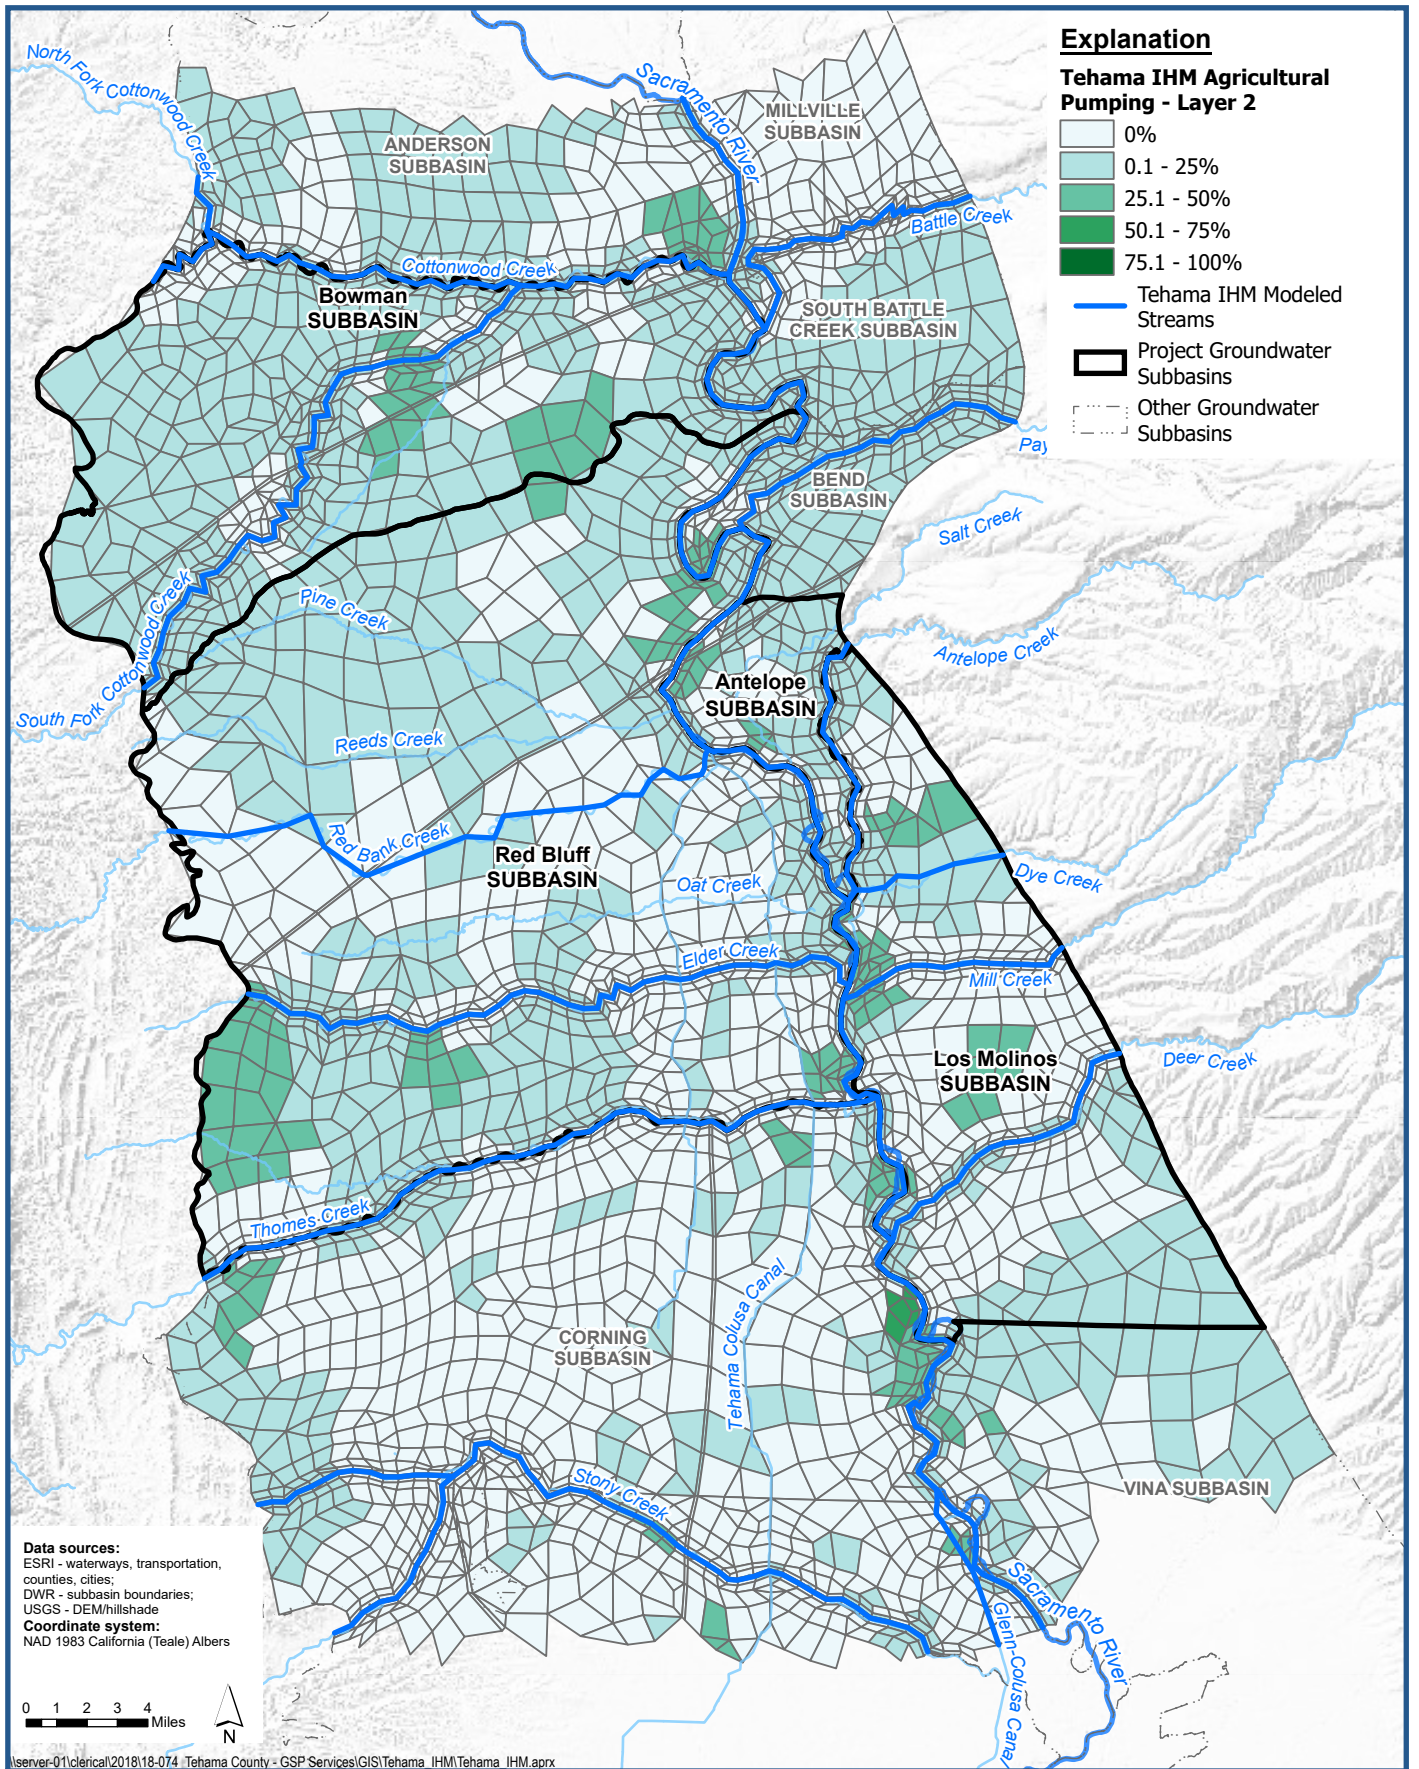 North Fork Cottonwood Creek
Sacramento River
MILLVILLE
SUBBASIN
ANDERSON
SUBBASIN
Battle Creek
Cottonwood Creek
Bowman
SUBBASIN
SOUTH BATTLE
CREEK SUBBASIN
Explanation
Tehama IHM Agricultural
Pumping - Layer 2
0%
0.1 - 25%
25.1 - 50%
50.1 - 75%
75.1 - 100%
Tehama IHM Modeled
Streams
Project Groundwater
Subbasins
Other Groundwater
Subbasins
Pay
BEND
SUBBASIN
Salt Creek
Pine Creek
South Fork Cottonwood Creek
Antelope Creek
Antelope
SUBBASIN
Reeds Creek
Red Bank Creek
Red Bluff
SUBBASIN
Oat Creek
Dye Creek
Elder Creek
Mill Creek
Los Molinos
SUBBASIN
Deer Creek
Thomes Creek
Tehama Colusa Canal
CORNING
SUBBASIN
Stony Creek
VINA SUBBASIN
Sacramento River
Glenn-Colusa Canal
Data sources:
ESRI - waterways, transportation,
counties, cities;
DWR - subbasin boundaries;
USGS - DEM/hillshade
Coordinate system:
NAD 1983 California (Teale) Albers
0 1 2 3 4
Miles
N
\\server-01\clerical\2018\18-074_Tehama County - GSP Services\GIS\Tehama_IHM\Tehama_IHM.aprx